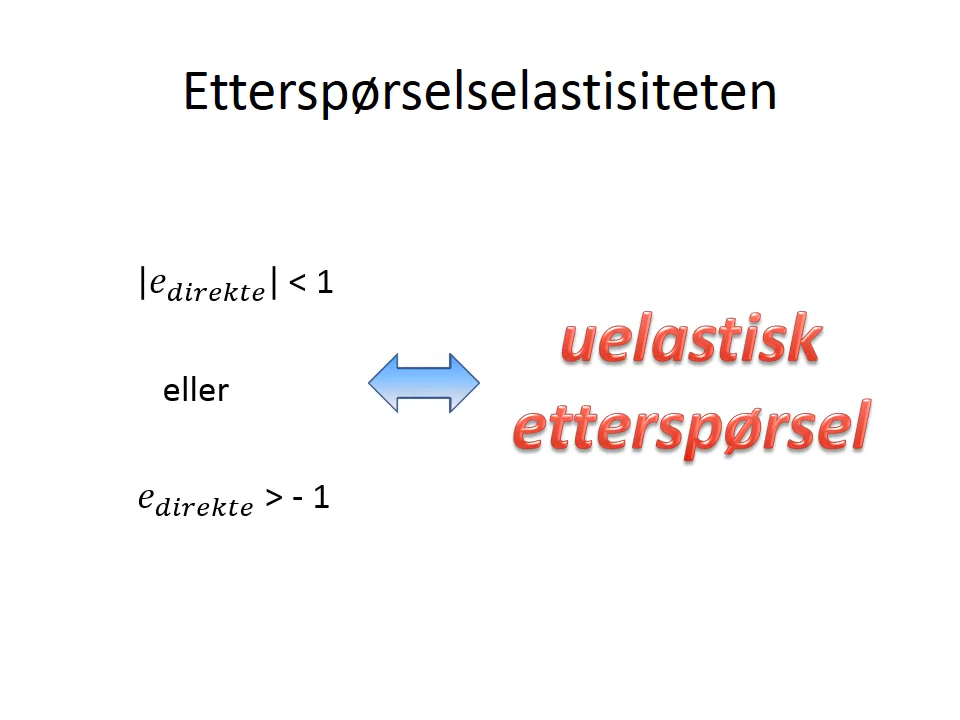 Etterspørselselastisiteten
|e_direkte| < 1
eller
e_direkte > - 1
uelastisk
etterspørsel